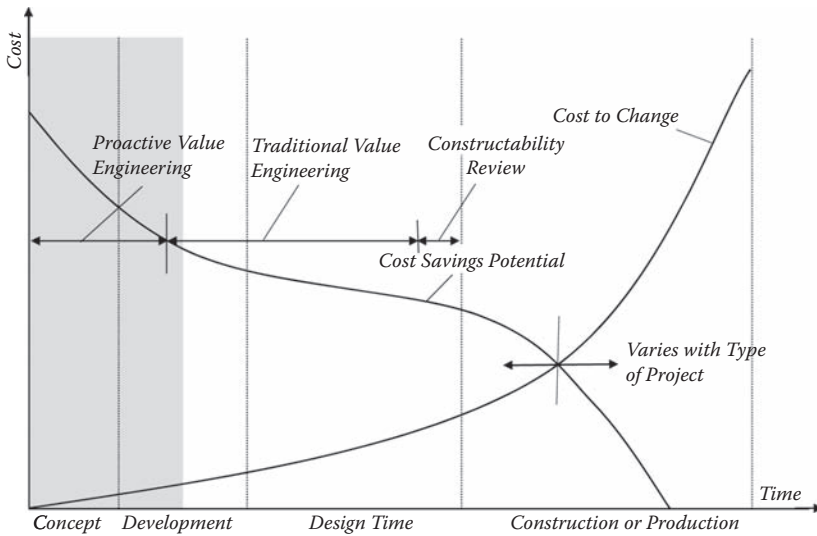 Cost
Proactive Value
Engineering
Traditional Value
Engineering
Constructability
Review
Cost to Change
Cost Savings Potential
Varies with Type
of Project
Time
Concept
Development
Design Time
Construction or Production